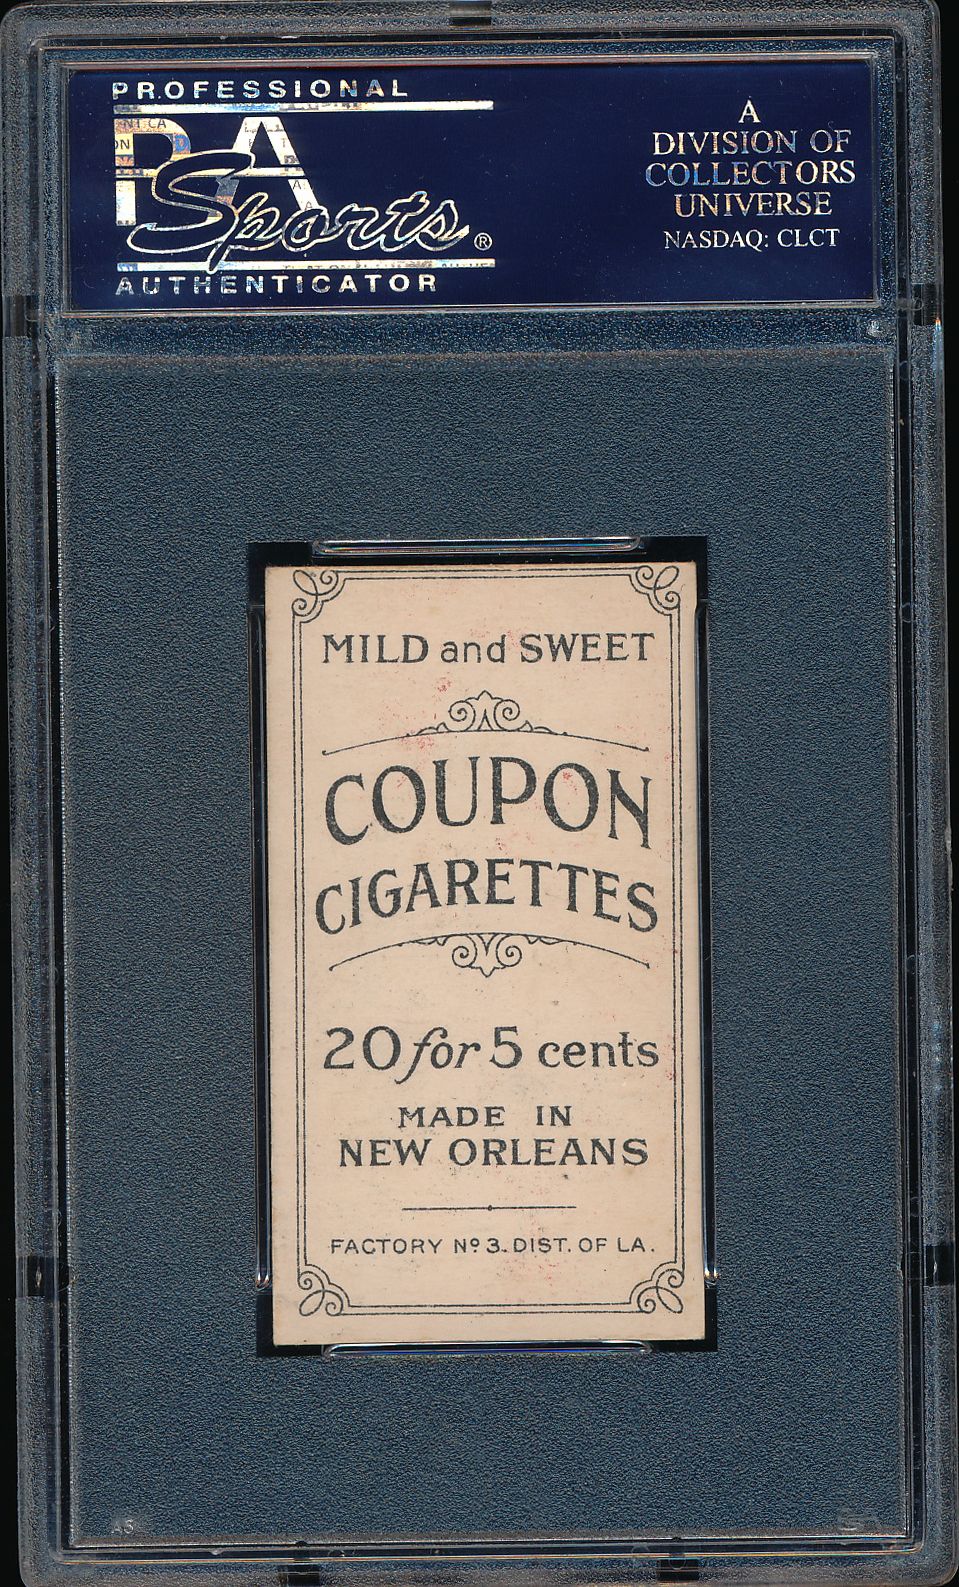 PROFESSIONAL
PSA
Sports®
AUTHENTICATOR
A
DIVISION OF
COLLECTORS
UNIVERSE
NASDAQ: CLCT
MILD and SWEET
COUPON
CIGARETTES
20 for 5 cents
MADE IN
NEW ORLEANS
FACTORY Nº 3. DIST. OF LA.